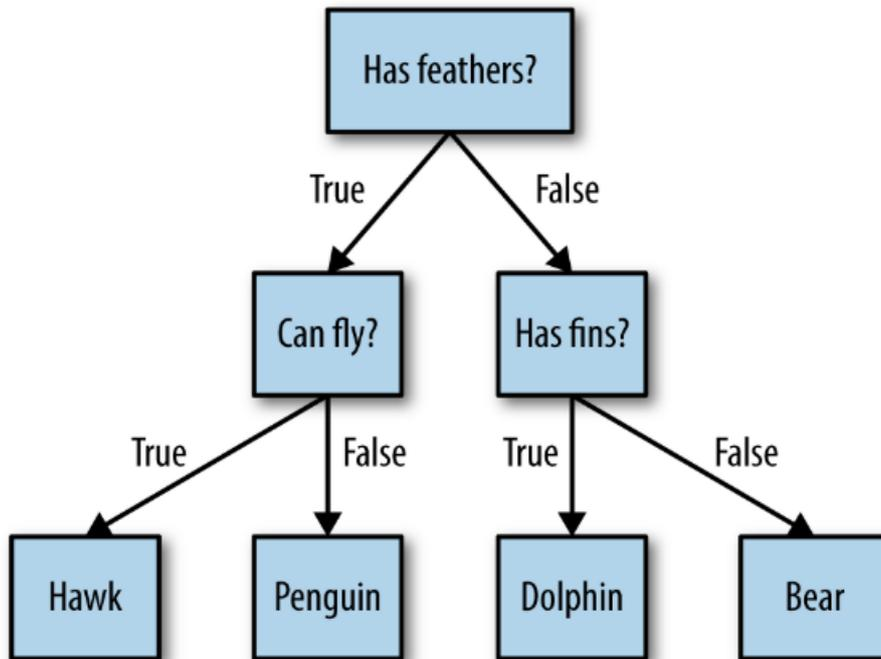 Has feathers?
True
False
Can fly?
Has fins?
True
False
True
False
Hawk
Penguin
Dolphin
Bear